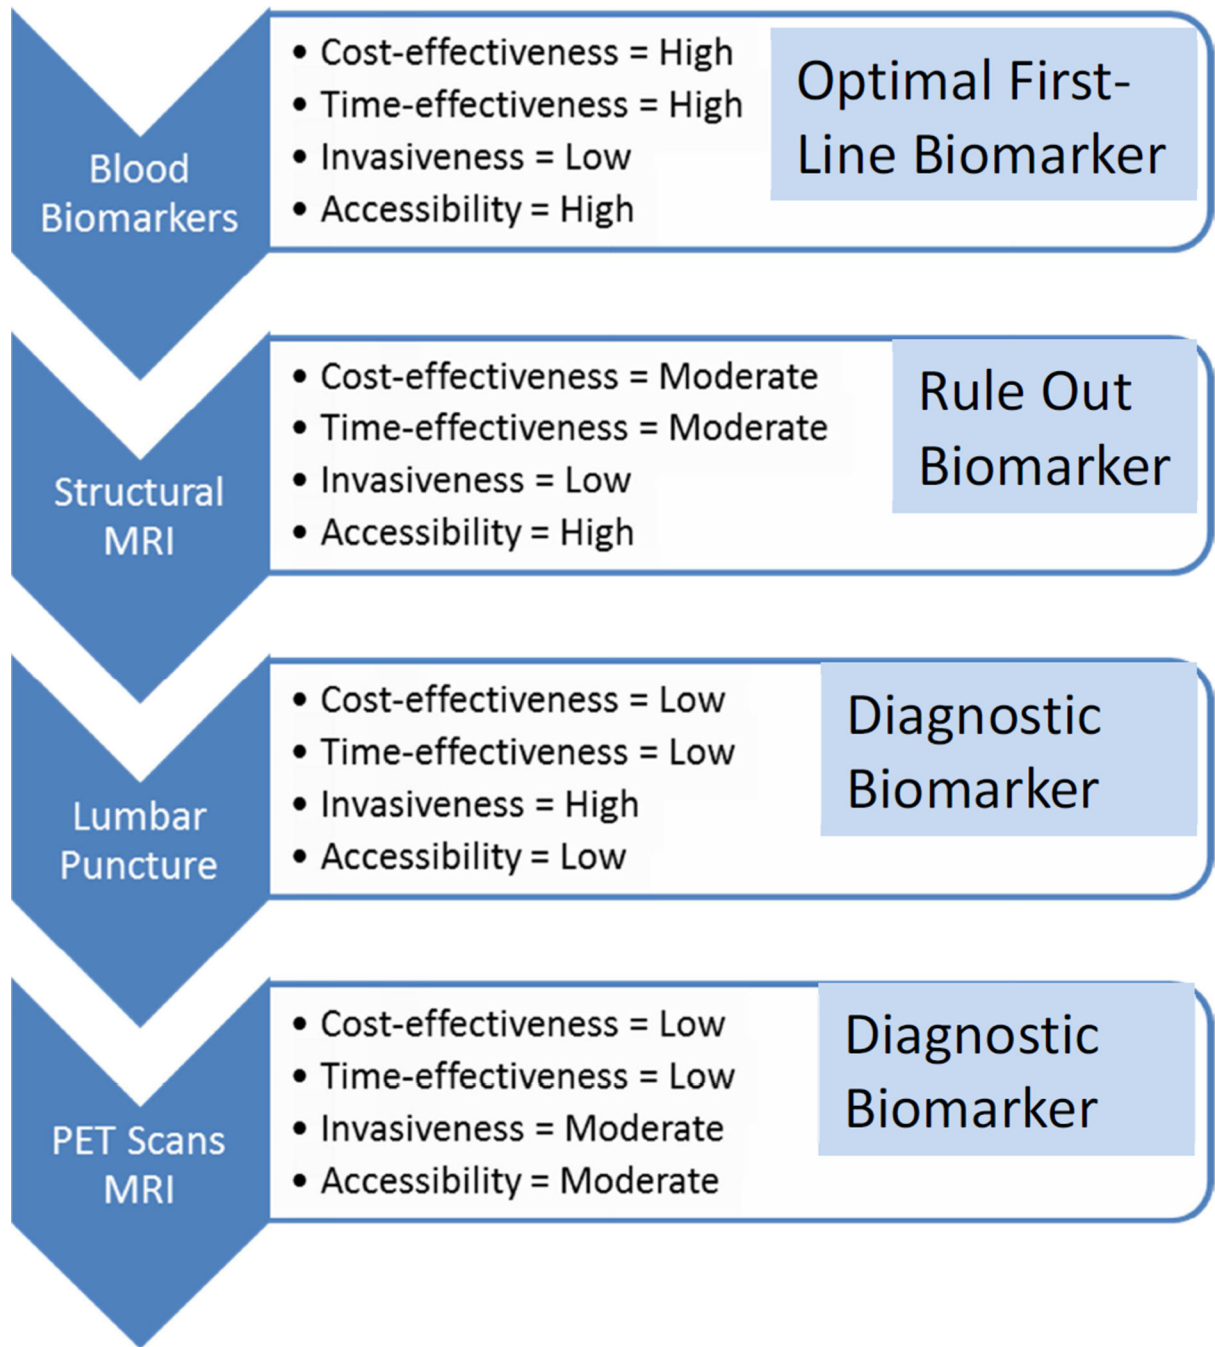 Blood
Biomarkers
• Cost-effectiveness = High
• Time-effectiveness = High
• Invasiveness = Low
• Accessibility = High
Optimal First-
Line Biomarker
Structural
MRI
• Cost-effectiveness = Moderate
• Time-effectiveness = Moderate
• Invasiveness = Low
• Accessibility = High
Rule Out
Biomarker
Lumbar
Puncture
• Cost-effectiveness = Low
• Time-effectiveness = Low
• Invasiveness = High
• Accessibility = Low
Diagnostic
Biomarker
PET Scans
MRI
• Cost-effectiveness = Low
• Time-effectiveness = Low
• Invasiveness = Moderate
• Accessibility = Moderate
Diagnostic
Biomarker